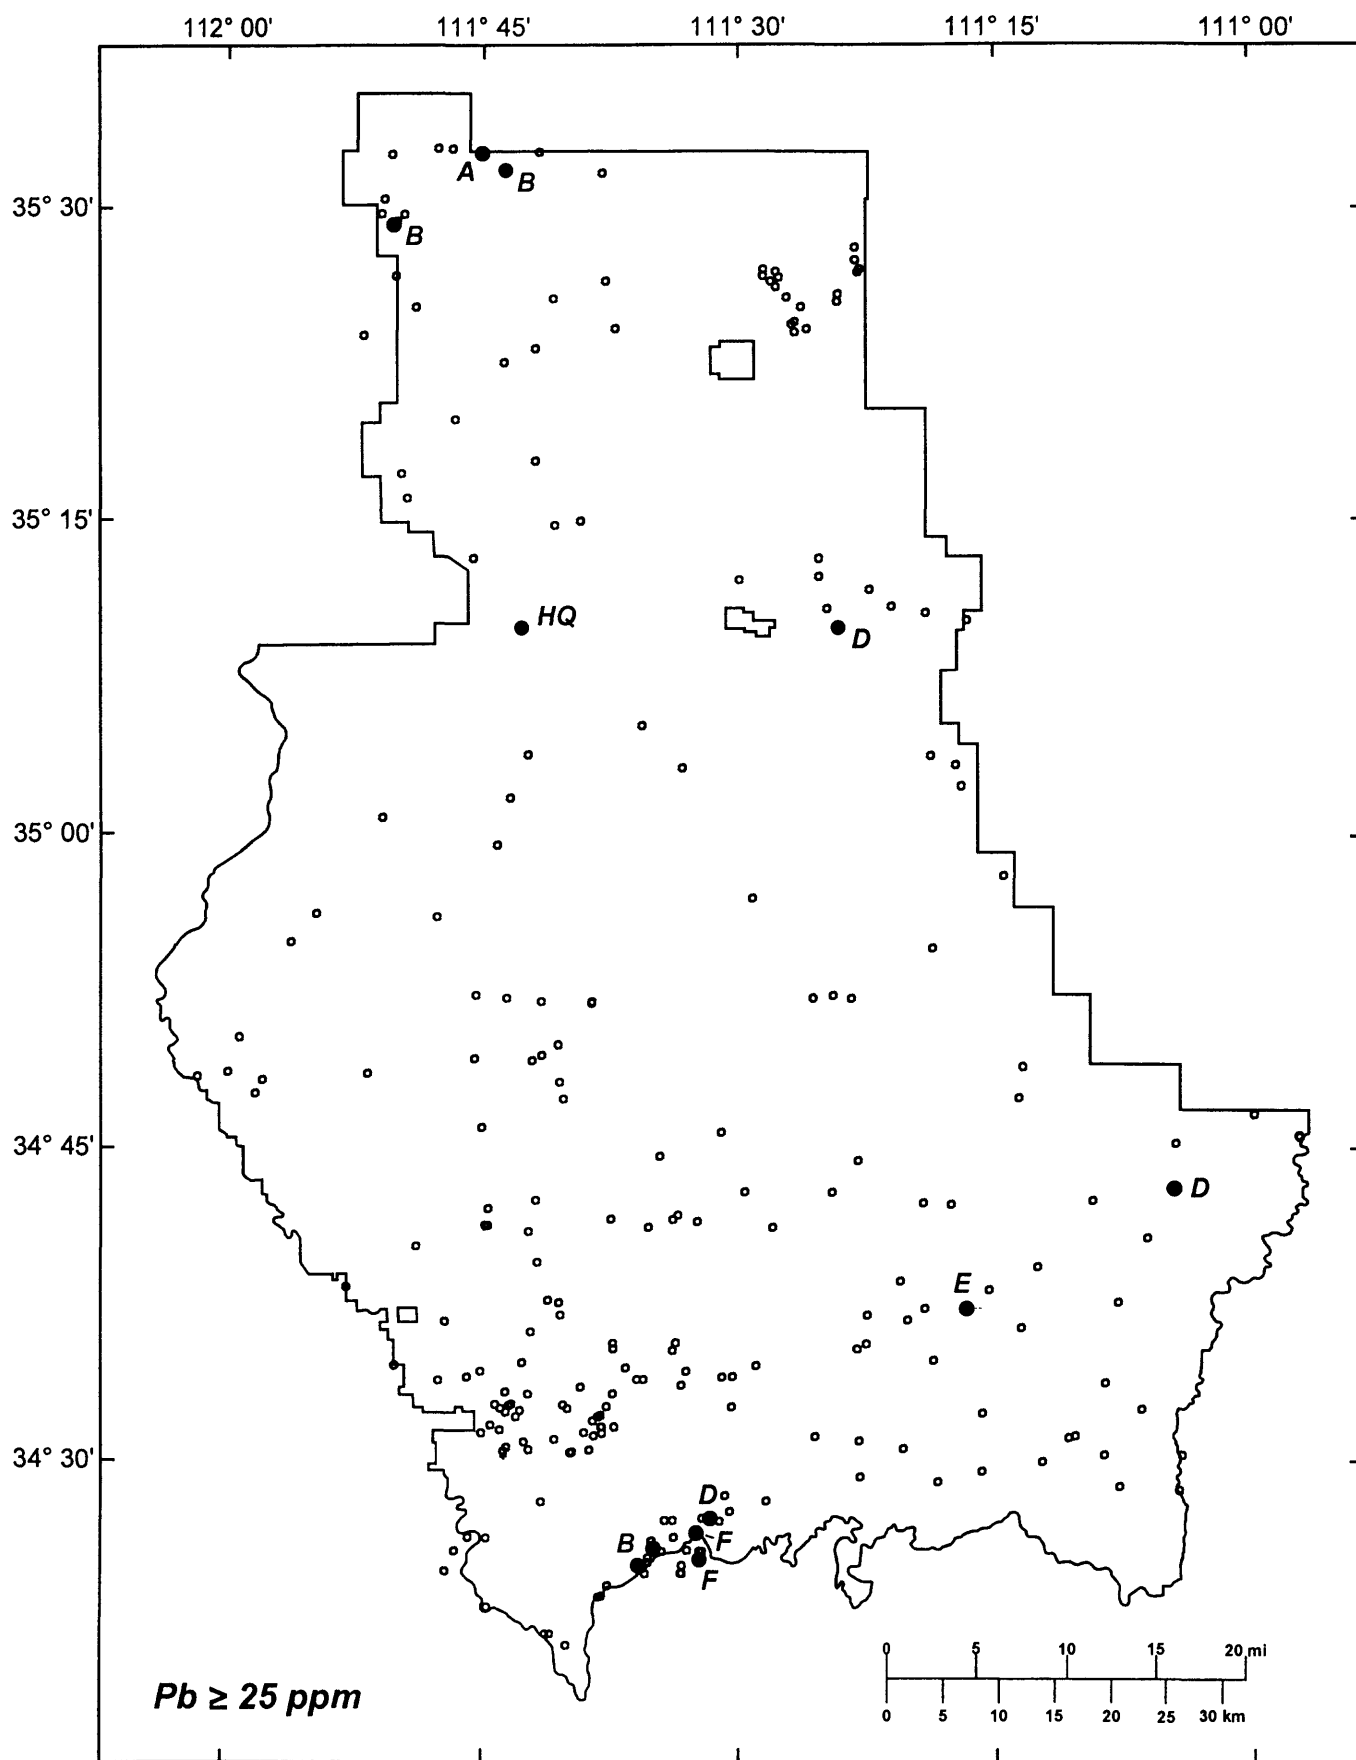 112° 00' 111° 45' 111° 30' 111° 15' 111° 00'
A
B
35° 30'
B
35° 15'
HQ
D
35° 00'
34° 45'
D
E
34° 30'
D
F
B
F
0 5 10 15 20 mi
Pb ≥ 25 ppm
0 5 10 15 20 25 30 km